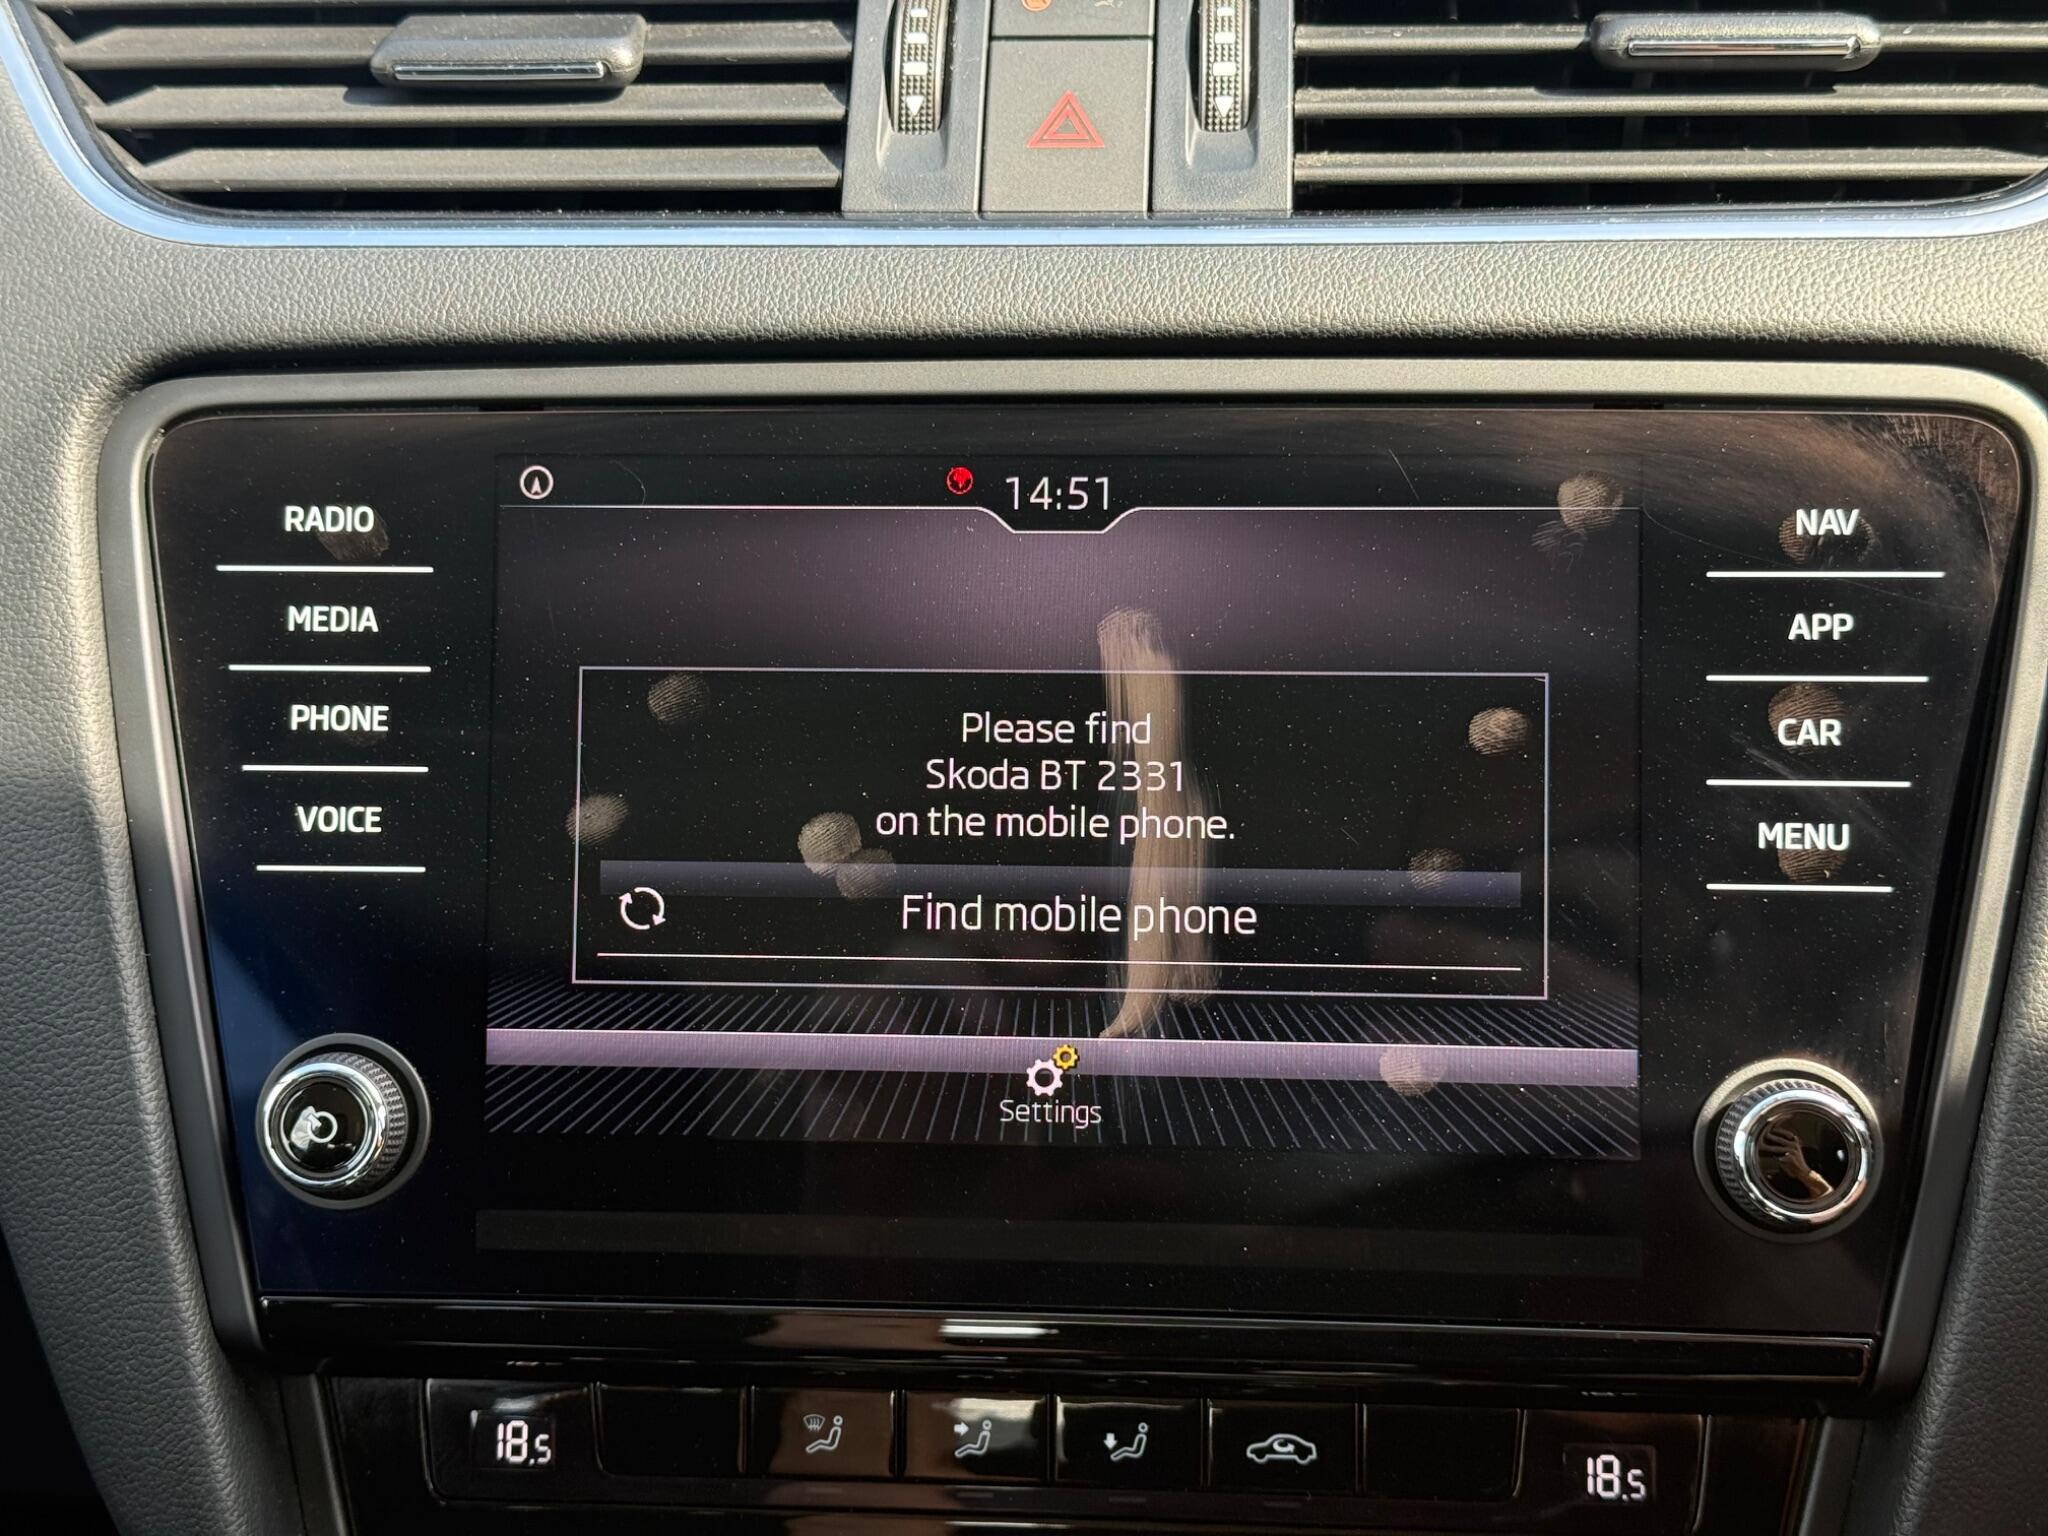 14:51
RADIO
MEDIA
PHONE
VOICE
Please find
Skoda BT 2331
on the mobile phone.
Find mobile phone
Settings
NAV
APP
CAR
MENU
18.5
18.5